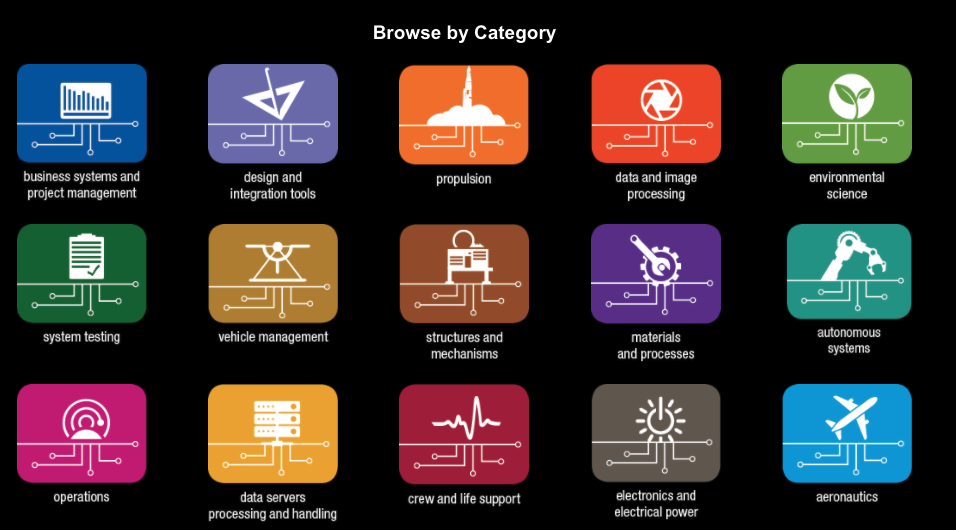 Browse by Category
business systems and
project management
design and
integration tools
propulsion
data and image
processing
environmental
science
system testing
vehicle management
structures and
mechanisms
materials
and processes
autonomous
systems
operations
data servers
processing and handling
crew and life support
electronics and
electrical power
aeronautics